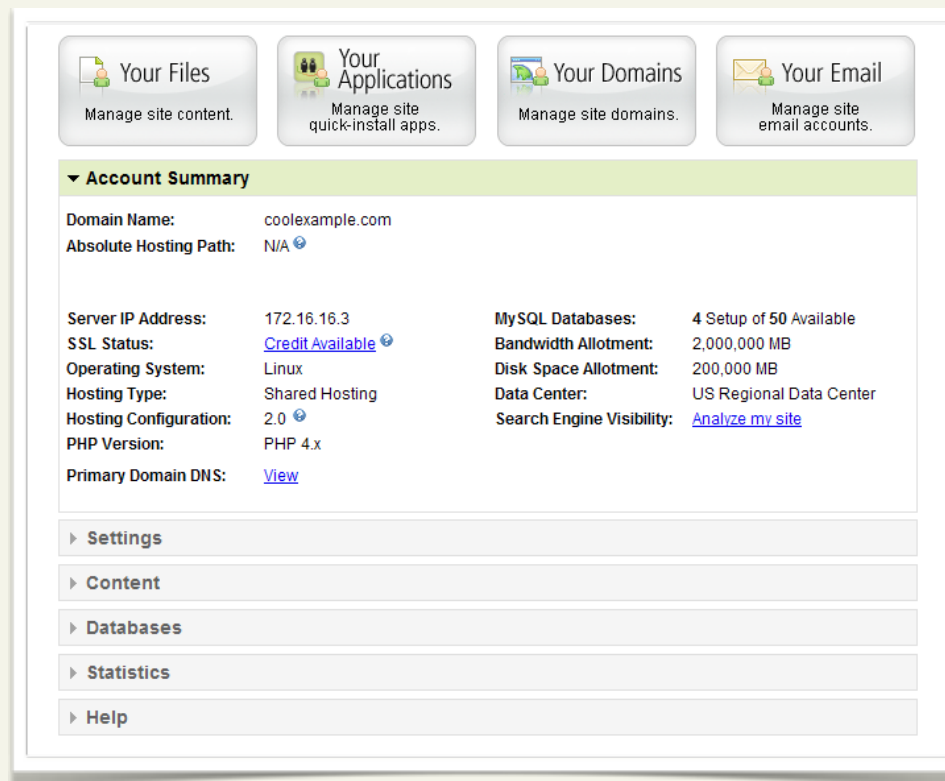 Your Files
Manage site content.
Your
Applications
Manage site
quick-install apps.
Your Domains
Manage site domains.
Your Email
Manage site
email accounts.
Account Summary
Domain Name: coolexample.com
Absolute Hosting Path: N/A
Server IP Address: 172.16.16.3 MySQL Databases: 4 Setup of 50 Available
SSL Status: Credit Available Bandwidth Allotment: 2,000,000 MB
Operating System: Linux Disk Space Allotment: 200,000 MB
Hosting Type: Shared Hosting Data Center: US Regional Data Center
Hosting Configuration: 2.0 Search Engine Visibility: Analyze my site
PHP Version: PHP 4.x
Primary Domain DNS: View
Settings
Content
Databases
Statistics
Help